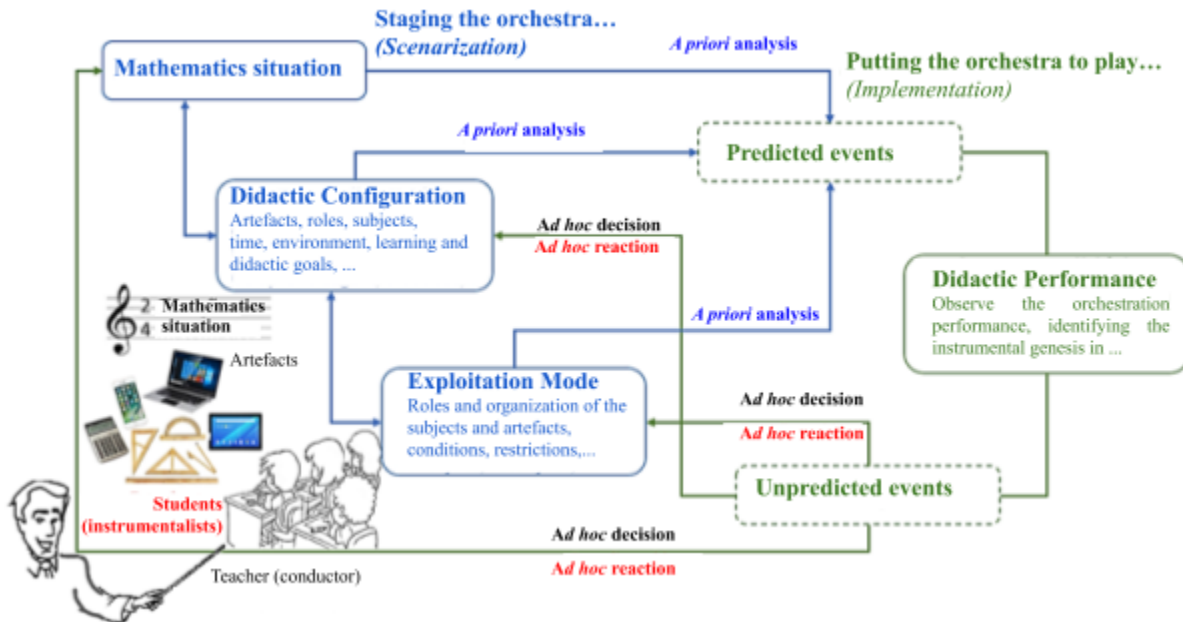 Staging the orchestra…
(Scenarization)
A priori analysis
Mathematics situation
Putting the orchestra to play…
(Implementation)
A priori analysis
Predicted events
Didactic Configuration
Artefacts, roles, subjects,
time, environment, learning and
didactic goals, ...
Ad hoc decision
Ad hoc reaction
Didactic Performance
Observe the orchestration
performance, identifying the
instrumental genesis in ...
2
4
Mathematics
situation
A priori analysis
Artefacts
Exploitation Mode
Roles and organization of the
subjects and artefacts,
conditions, restrictions,...
Ad hoc decision
Ad hoc reaction
Unpredicted events
Students
(instrumentalists)
Ad hoc decision
Ad hoc reaction
Teacher (conductor)